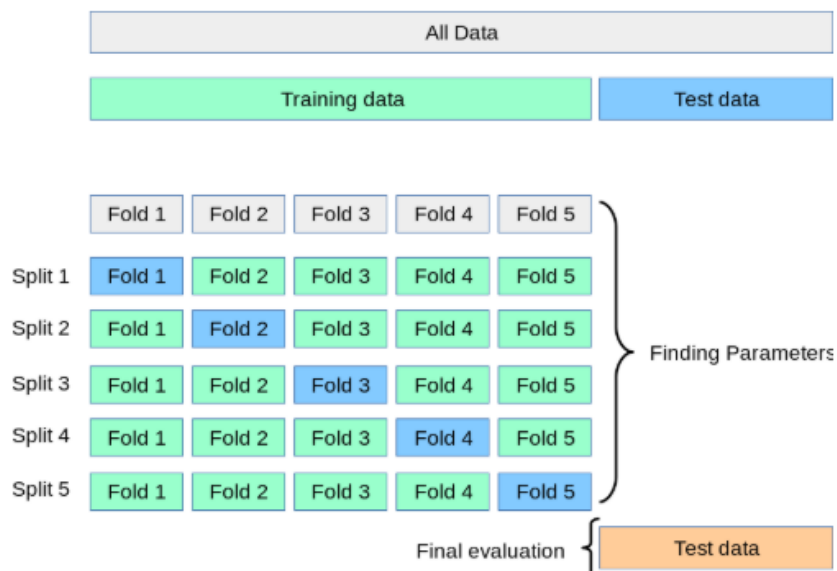 All Data
Training data Test data
Fold 1 Fold 2 Fold 3 Fold 4 Fold 5
Split 1 Fold 1 Fold 2 Fold 3 Fold 4 Fold 5
Split 2 Fold 1 Fold 2 Fold 3 Fold 4 Fold 5
Finding Parameters
Split 3 Fold 1 Fold 2 Fold 3 Fold 4 Fold 5
Split 4 Fold 1 Fold 2 Fold 3 Fold 4 Fold 5
Split 5 Fold 1 Fold 2 Fold 3 Fold 4 Fold 5
Final evaluation Test data